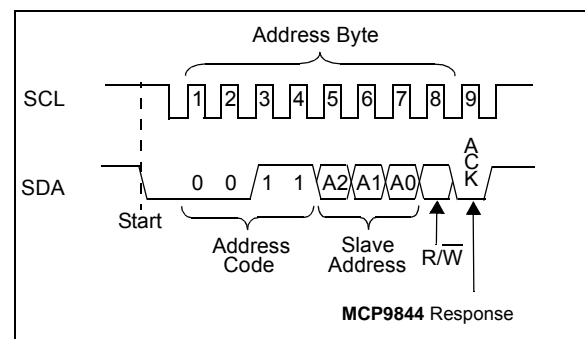 Address Byte
SCL 1 2 3 4 5 6 7 8 9
SDA 0 0 1 1 A2 A1 A0 ACK
Start
Address Code
Slave Address
R/W̅
MCP9844 Response